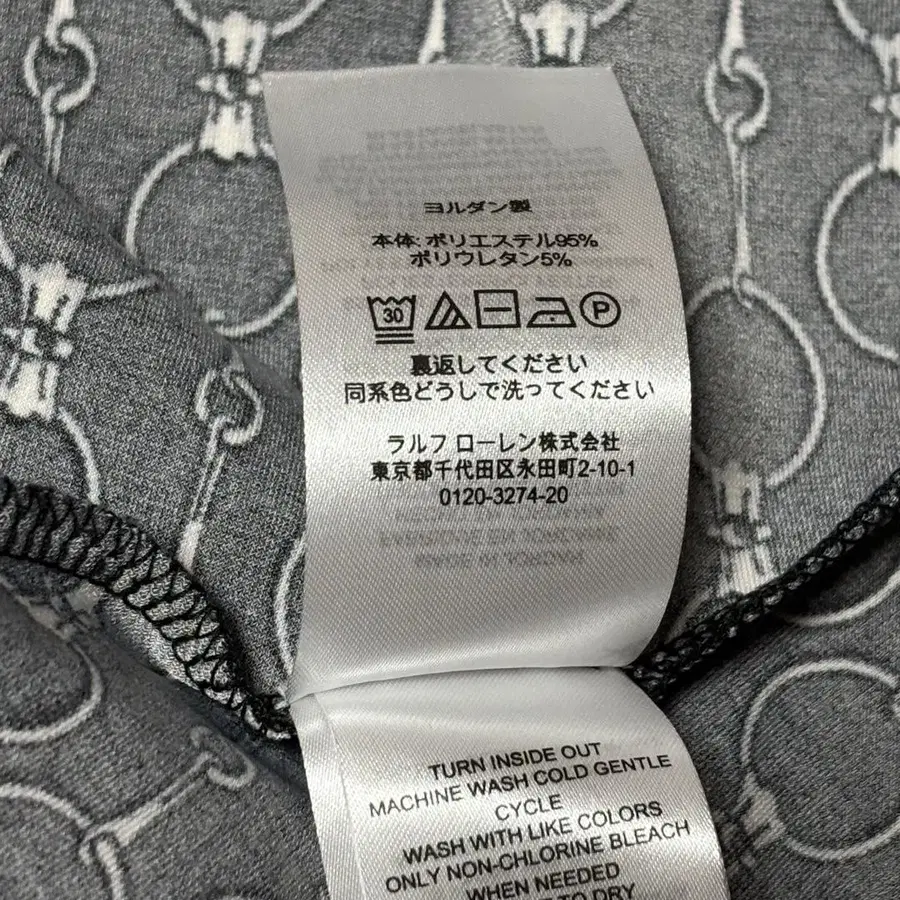 ヨルダン製
本体: ポリエステル95%
ポリウレタン5%
30 P
裏返してください
同系色どうしで洗ってください
ラルフ ローレン株式会社
東京都千代田区永田町2-10-1
0120-3274-20
TURN INSIDE OUT
MACHINE WASH COLD GENTLE
CYCLE
WASH WITH LIKE COLORS
ONLY NON-CHLORINE BLEACH
WHEN NEEDED
TO DRY